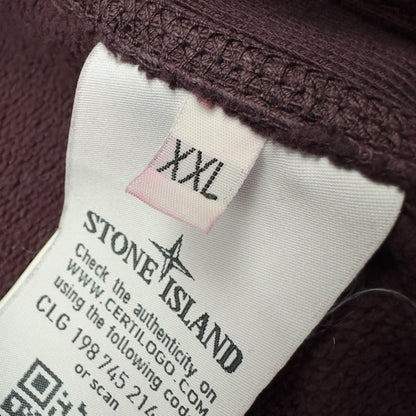 XXL
STONE ISLAND
Check the authenticity on
WWW.CERTILOGO.COM
using the following code
CLG 198 745 214
or scan